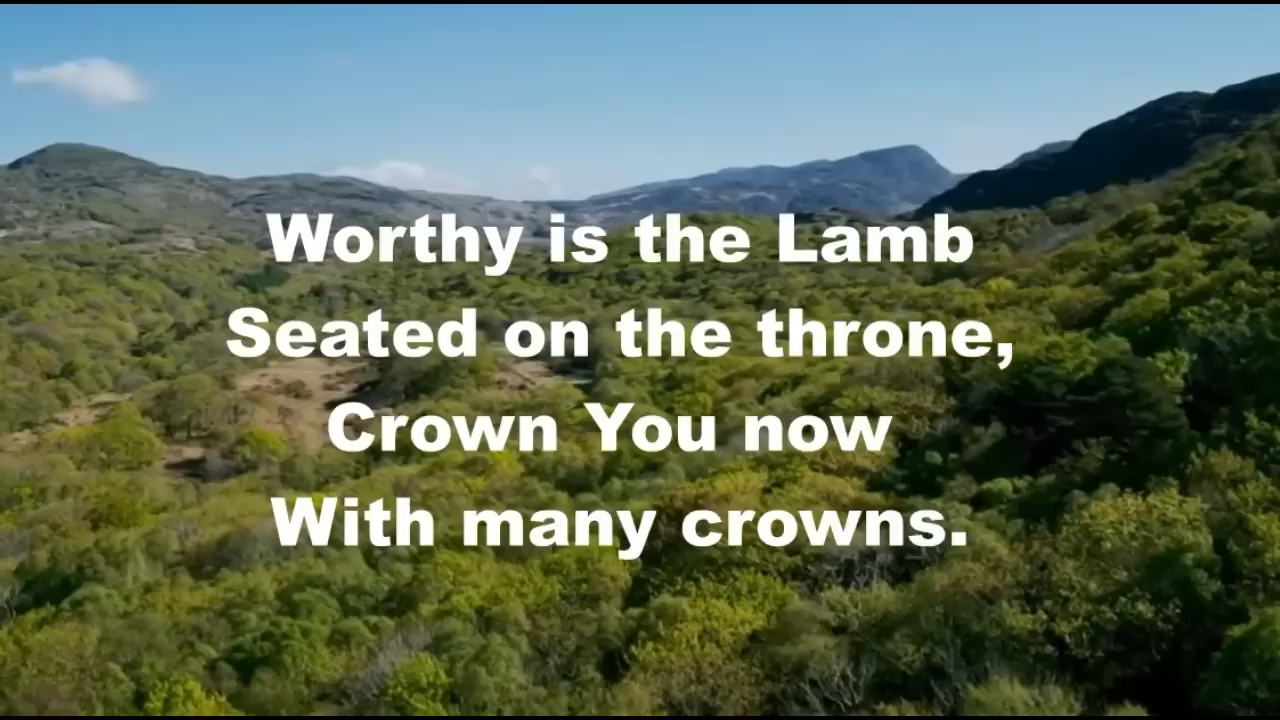 Worthy is the Lamb
Seated on the throne,
Crown You now
With many crowns.